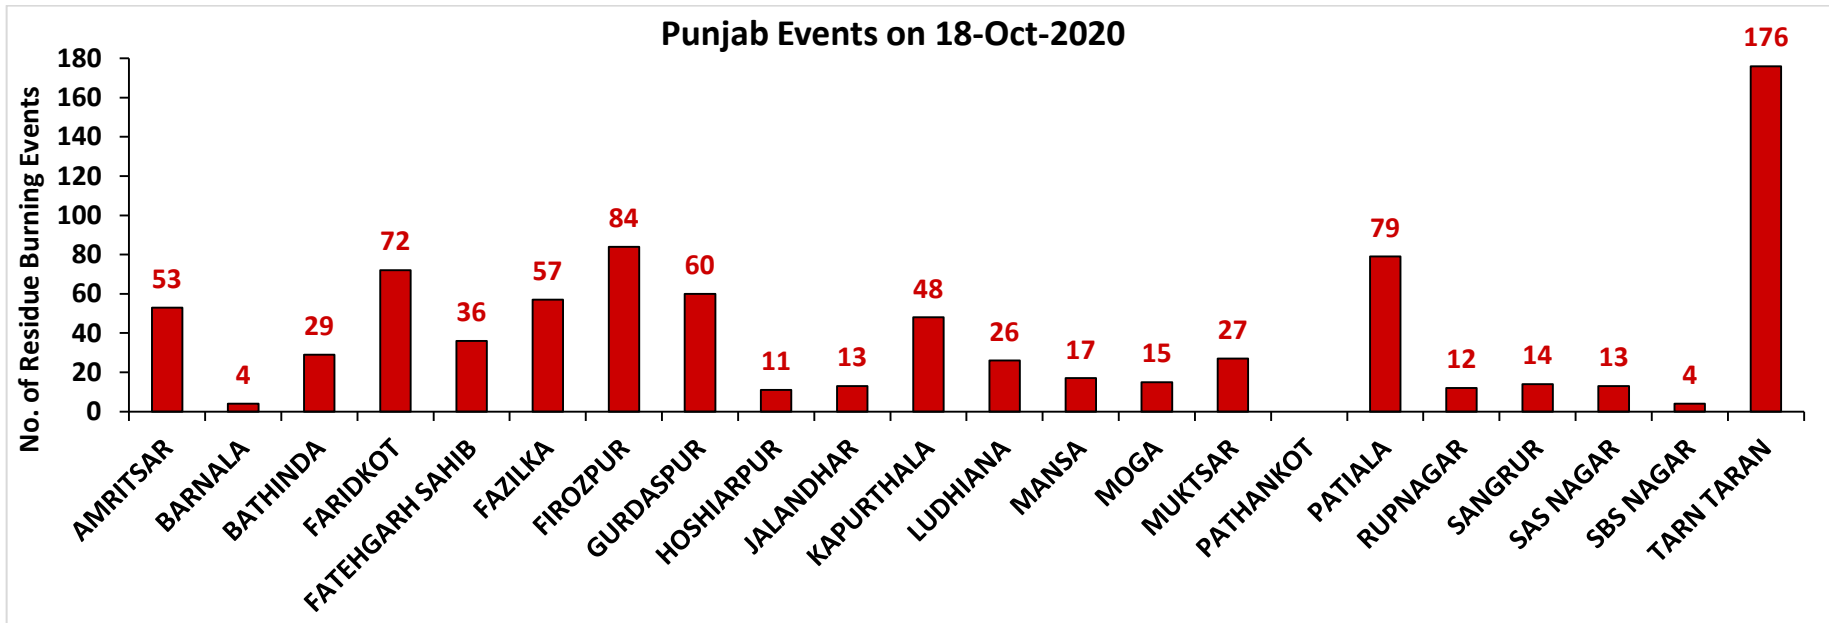 Punjab Events on 18-Oct-2020
No. of Residue Burning Events
180
160
140
120
100
80
60
40
20
0
53
4
29
72
36
57
84
60
11
13
48
26
17
15
27
79
12
14
13
4
176
AMRITSAR
BARNALA
BATHINDA
FARIDKOT
FATEHGARH SAHIB
FAZILKA
FIROZPUR
GURDASPUR
HOSHIARPUR
JALANDHAR
KAPURTHALA
LUDHIANA
MANSA
MOGA
MUKTSAR
PATHANKOT
PATIALA
RUPNAGAR
SANGRUR
SAS NAGAR
SBS NAGAR
TARN TARAN